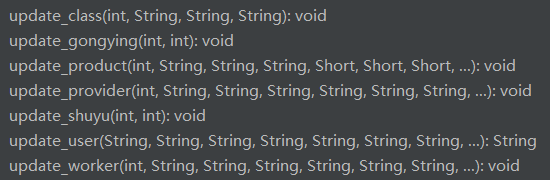 update_class(int, String, String, String): void
update_gongying(int, int): void
update_product(int, String, String, String, Short, Short, Short, ...): void
update_provider(int, String, String, String, String, String, String, ...): void
update_shuyu(int, int): void
update_user(String, String, String, String, String, String, String, ...): String
update_worker(int, String, String, String, String, String, String, ...): void